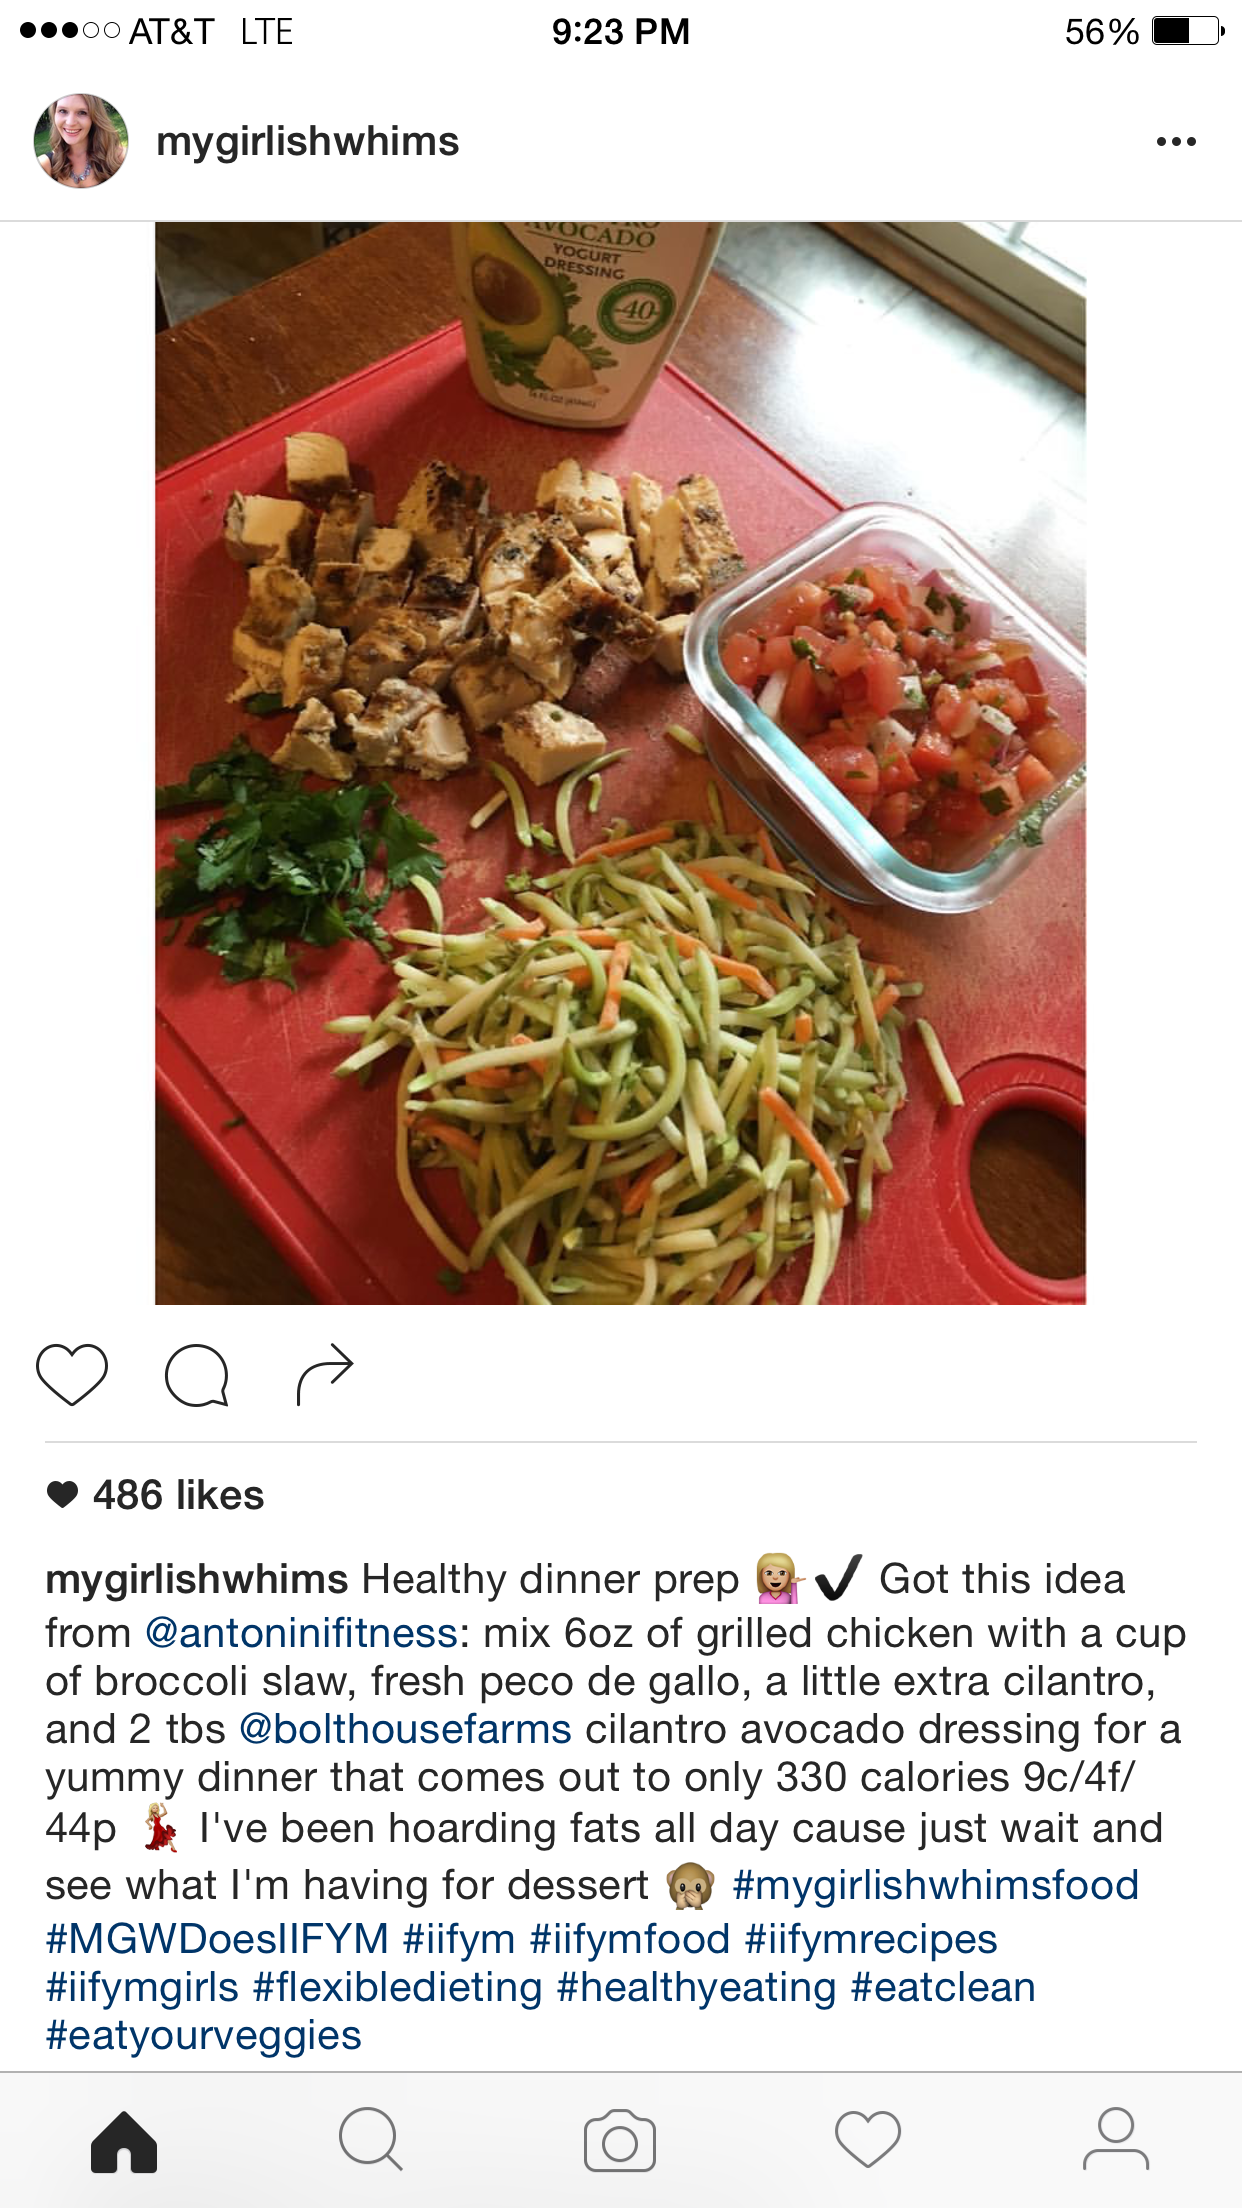 AT&T LTE 9:23 PM 56%
mygirlishwhims
AVOCADO
YOGURT
DRESSING
40
486 likes
mygirlishwhims Healthy dinner prep 💁🏼✔️ Got this idea
from @antoninifitness: mix 6oz of grilled chicken with a cup
of broccoli slaw, fresh peco de gallo, a little extra cilantro,
and 2 tbs @bolthousefarms cilantro avocado dressing for a
yummy dinner that comes out to only 330 calories 9c/4f/
44p 💃🏼 I've been hoarding fats all day cause just wait and
see what I'm having for dessert 🙊 #mygirlishwhimsfood
#MGWDoesIIFYM #iifym #iifymfood #iifymrecipes
#iifymgirls #flexibledieting #healthyeating #eatclean
#eatyourveggies